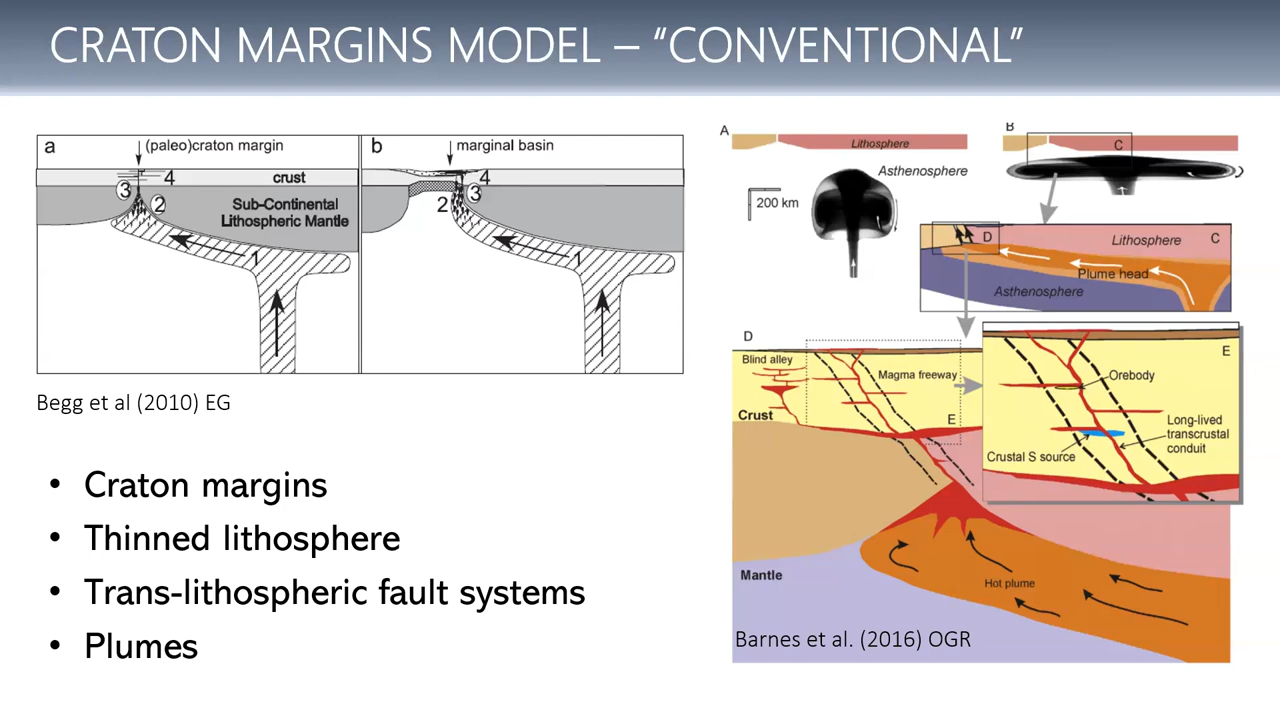 CRATON MARGINS MODEL – “CONVENTIONAL”
a
(paleo)craton margin
3
4
2
crust
Sub-Continental
Lithospheric Mantle
1
b
marginal basin
4
3
2
1
Begg et al (2010) EG
• Craton margins
• Thinned lithosphere
• Trans-lithospheric fault systems
• Plumes
A
Lithosphere
Asthenosphere
200 km
B
C
D
Lithosphere
C
Plume head
Asthenosphere
D
Blind alley
Magma freeway
Crust
E
Mantle
Hot plume
E
Orebody
Long-lived
transcrustal
conduit
Crustal S source
Barnes et al. (2016) OGR